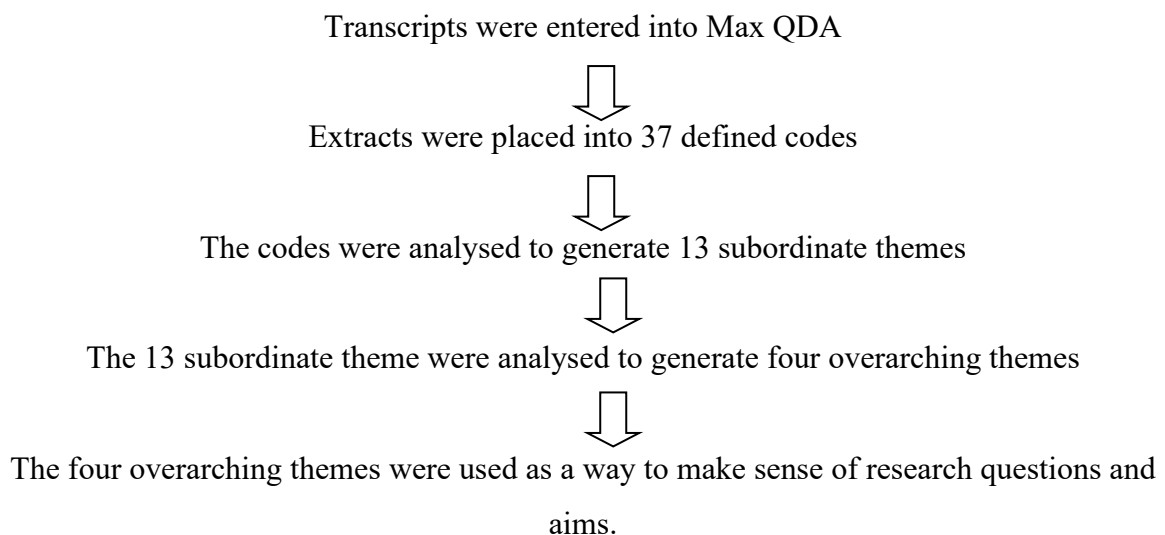 Transcripts were entered into Max QDA
Extracts were placed into 37 defined codes
The codes were analysed to generate 13 subordinate themes
The 13 subordinate theme were analysed to generate four overarching themes
The four overarching themes were used as a way to make sense of research questions and
aims.